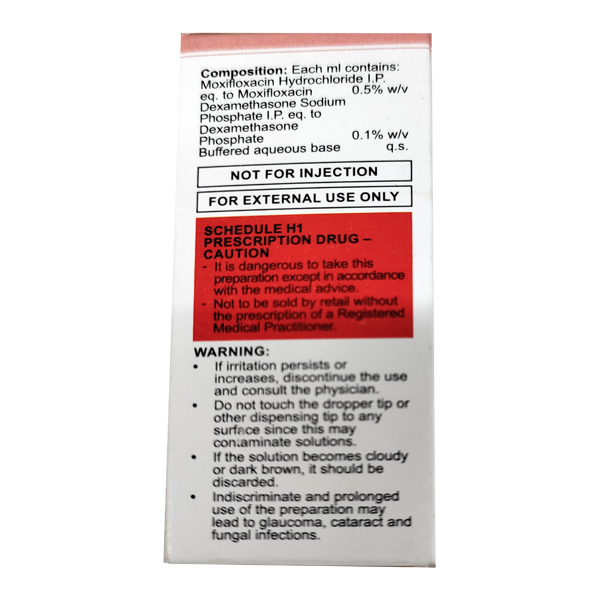 Composition: Each ml contains:
Moxifloxacin Hydrochloride I.P.
eq. to Moxifloxacin 0.5% w/v
Dexamethasone Sodium
Phosphate I.P. eq. to
Dexamethasone
Phosphate 0.1% w/v
Buffered aqueous base q.s.
NOT FOR INJECTION
FOR EXTERNAL USE ONLY
SCHEDULE H1
PRESCRIPTION DRUG –
CAUTION
- It is dangerous to take this
preparation except in accordance
with the medical advice.
- Not to be sold by retail without
the prescription of a Registered
Medical Practitioner.
WARNING:
• If irritation persists or
increases, discontinue the use
and consult the physician.
• Do not touch the dropper tip or
other dispensing tip to any
surface since this may
contaminate solutions.
• If the solution becomes cloudy
or dark brown, it should be
discarded.
• Indiscriminate and prolonged
use of the preparation may
lead to glaucoma, cataract and
fungal infections.